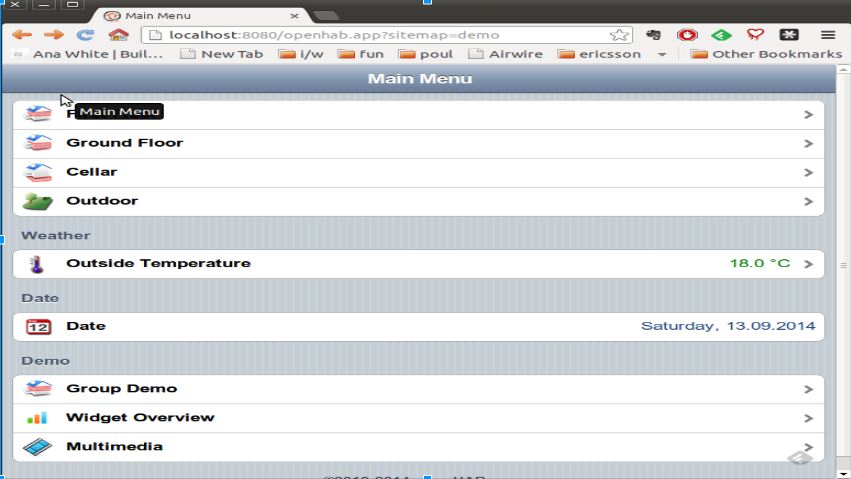 Main Menu
localhost:8080/openhab.app?sitemap=demo
Ana White | Buil... New Tab i/w fun poul Airwire ericsson Other Bookmarks
Main Menu
Main Menu
Ground Floor
Cellar
Outdoor
Weather
Outside Temperature 18.0 °C
Date
12 Date Saturday, 13.09.2014
Demo
Group Demo
Widget Overview
Multimedia